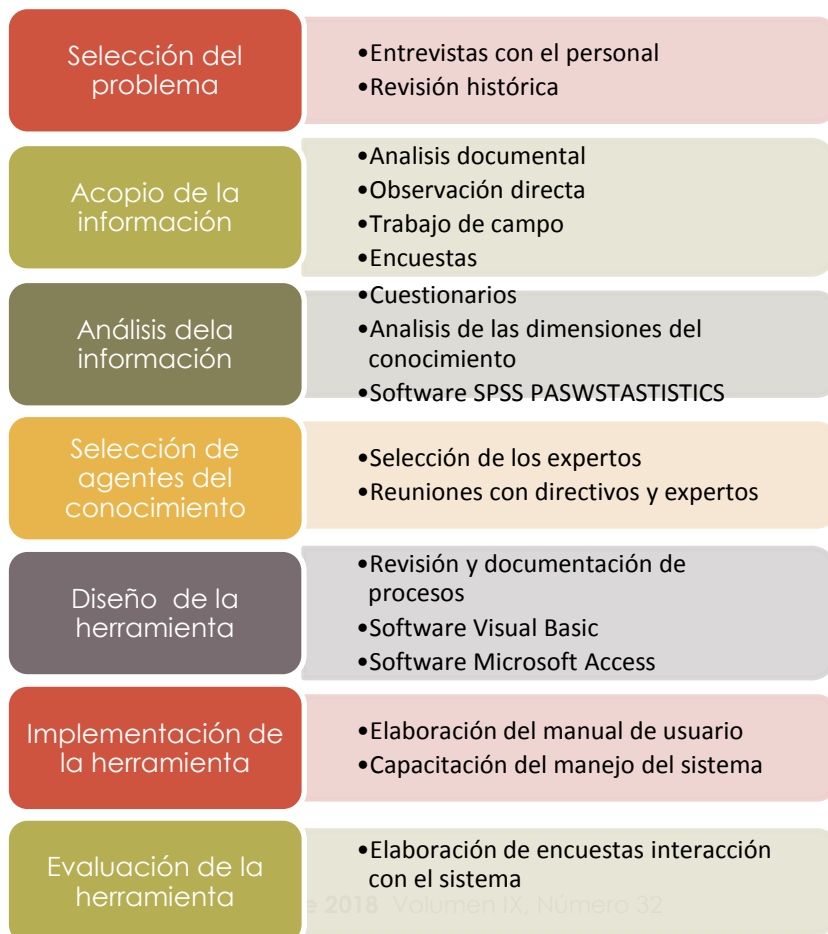 Selección del
problema
•Entrevistas con el personal
•Revisión histórica
Acopio de la
información
•Analisis documental
•Observación directa
•Trabajo de campo
•Encuestas
Análisis dela
información
•Cuestionarios
•Analisis de las dimensiones del
conocimiento
•Software SPSS PASWSTASTISTICS
Selección de
agentes del
conocimiento
•Selección de los expertos
•Reuniones con directivos y expertos
Diseño de la
herramienta
•Revisión y documentación de
procesos
•Software Visual Basic
•Software Microsoft Access
Implementación de
la herramienta
•Elaboración del manual de usuario
•Capacitación del manejo del sistema
Evaluación de la
herramienta
•Elaboración de encuestas interacción
con el sistema
e 2018 Volumen IX. Número 32